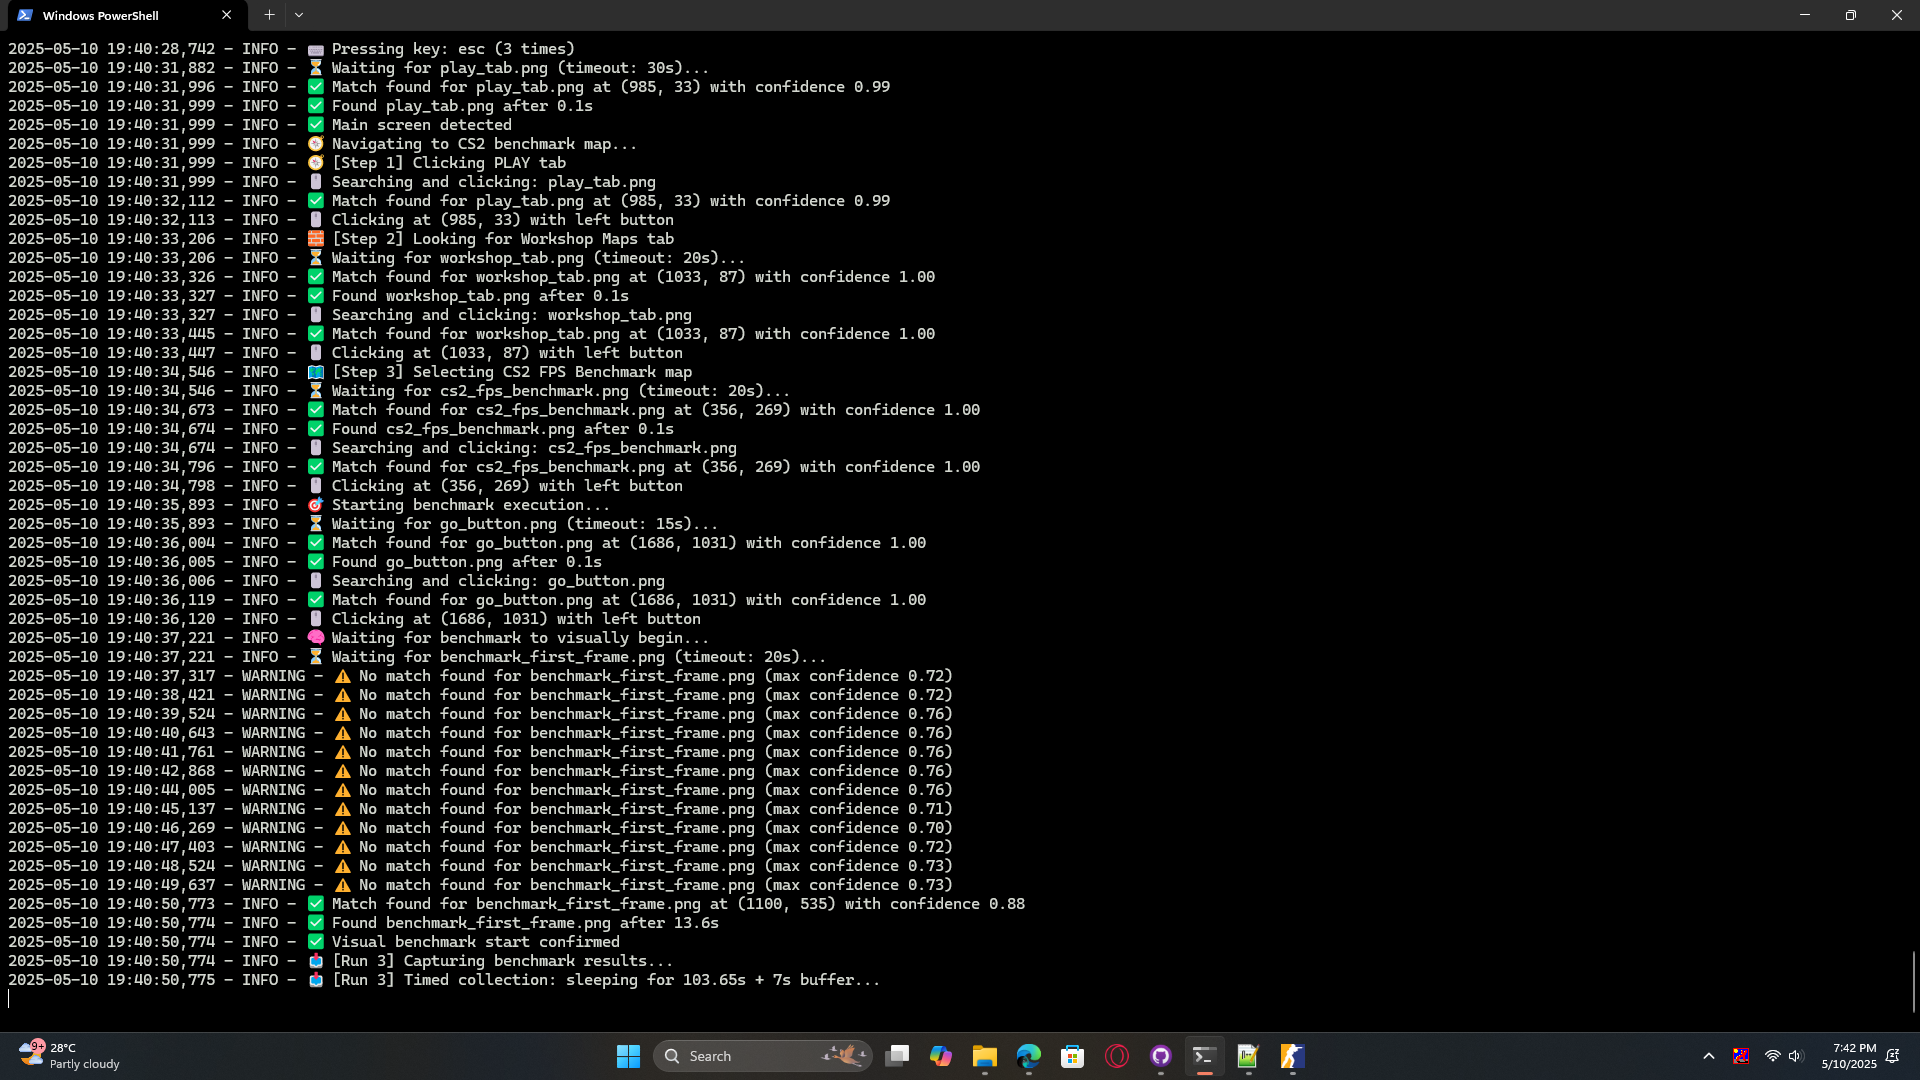 Windows PowerShell
2025-05-10 19:40:28,742 - INFO - ⌨️ Pressing key: esc (3 times)
2025-05-10 19:40:31,882 - INFO - ⏳ Waiting for play_tab.png (timeout: 30s)...
2025-05-10 19:40:31,996 - INFO - ✅ Match found for play_tab.png at (985, 33) with confidence 0.99
2025-05-10 19:40:31,999 - INFO - ✅ Found play_tab.png after 0.1s
2025-05-10 19:40:31,999 - INFO - ✅ Main screen detected
2025-05-10 19:40:31,999 - INFO - 🧭 Navigating to CS2 benchmark map...
2025-05-10 19:40:31,999 - INFO - 🧭 [Step 1] Clicking PLAY tab
2025-05-10 19:40:31,999 - INFO - 🖱️ Searching and clicking: play_tab.png
2025-05-10 19:40:32,112 - INFO - ✅ Match found for play_tab.png at (985, 33) with confidence 0.99
2025-05-10 19:40:32,113 - INFO - 🖱️ Clicking at (985, 33) with left button
2025-05-10 19:40:33,206 - INFO - 🧱 [Step 2] Looking for Workshop Maps tab
2025-05-10 19:40:33,206 - INFO - ⏳ Waiting for workshop_tab.png (timeout: 20s)...
2025-05-10 19:40:33,326 - INFO - ✅ Match found for workshop_tab.png at (1033, 87) with confidence 1.00
2025-05-10 19:40:33,327 - INFO - ✅ Found workshop_tab.png after 0.1s
2025-05-10 19:40:33,327 - INFO - 🖱️ Searching and clicking: workshop_tab.png
2025-05-10 19:40:33,445 - INFO - ✅ Match found for workshop_tab.png at (1033, 87) with confidence 1.00
2025-05-10 19:40:33,447 - INFO - 🖱️ Clicking at (1033, 87) with left button
2025-05-10 19:40:34,546 - INFO - 🗺️ [Step 3] Selecting CS2 FPS Benchmark map
2025-05-10 19:40:34,546 - INFO - ⏳ Waiting for cs2_fps_benchmark.png (timeout: 20s)...
2025-05-10 19:40:34,673 - INFO - ✅ Match found for cs2_fps_benchmark.png at (356, 269) with confidence 1.00
2025-05-10 19:40:34,674 - INFO - ✅ Found cs2_fps_benchmark.png after 0.1s
2025-05-10 19:40:34,674 - INFO - 🖱️ Searching and clicking: cs2_fps_benchmark.png
2025-05-10 19:40:34,796 - INFO - ✅ Match found for cs2_fps_benchmark.png at (356, 269) with confidence 1.00
2025-05-10 19:40:34,798 - INFO - 🖱️ Clicking at (356, 269) with left button
2025-05-10 19:40:35,893 - INFO - 🎯 Starting benchmark execution...
2025-05-10 19:40:35,893 - INFO - ⏳ Waiting for go_button.png (timeout: 15s)...
2025-05-10 19:40:36,004 - INFO - ✅ Match found for go_button.png at (1686, 1031) with confidence 1.00
2025-05-10 19:40:36,005 - INFO - ✅ Found go_button.png after 0.1s
2025-05-10 19:40:36,006 - INFO - 🖱️ Searching and clicking: go_button.png
2025-05-10 19:40:36,119 - INFO - ✅ Match found for go_button.png at (1686, 1031) with confidence 1.00
2025-05-10 19:40:36,120 - INFO - 🖱️ Clicking at (1686, 1031) with left button
2025-05-10 19:40:37,221 - INFO - 🧠 Waiting for benchmark to visually begin...
2025-05-10 19:40:37,221 - INFO - ⏳ Waiting for benchmark_first_frame.png (timeout: 20s)...
2025-05-10 19:40:37,317 - WARNING - ⚠️ No match found for benchmark_first_frame.png (max confidence 0.72)
2025-05-10 19:40:38,421 - WARNING - ⚠️ No match found for benchmark_first_frame.png (max confidence 0.72)
2025-05-10 19:40:39,524 - WARNING - ⚠️ No match found for benchmark_first_frame.png (max confidence 0.76)
2025-05-10 19:40:40,643 - WARNING - ⚠️ No match found for benchmark_first_frame.png (max confidence 0.76)
2025-05-10 19:40:41,761 - WARNING - ⚠️ No match found for benchmark_first_frame.png (max confidence 0.76)
2025-05-10 19:40:42,868 - WARNING - ⚠️ No match found for benchmark_first_frame.png (max confidence 0.76)
2025-05-10 19:40:44,005 - WARNING - ⚠️ No match found for benchmark_first_frame.png (max confidence 0.76)
2025-05-10 19:40:45,137 - WARNING - ⚠️ No match found for benchmark_first_frame.png (max confidence 0.71)
2025-05-10 19:40:46,269 - WARNING - ⚠️ No match found for benchmark_first_frame.png (max confidence 0.70)
2025-05-10 19:40:47,403 - WARNING - ⚠️ No match found for benchmark_first_frame.png (max confidence 0.72)
2025-05-10 19:40:48,524 - WARNING - ⚠️ No match found for benchmark_first_frame.png (max confidence 0.73)
2025-05-10 19:40:49,637 - WARNING - ⚠️ No match found for benchmark_first_frame.png (max confidence 0.73)
2025-05-10 19:40:50,773 - INFO - ✅ Match found for benchmark_first_frame.png at (1100, 535) with confidence 0.88
2025-05-10 19:40:50,774 - INFO - ✅ Found benchmark_first_frame.png after 13.6s
2025-05-10 19:40:50,774 - INFO - ✅ Visual benchmark start confirmed
2025-05-10 19:40:50,774 - INFO - 📥 [Run 3] Capturing benchmark results...
2025-05-10 19:40:50,775 - INFO - 📥 [Run 3] Timed collection: sleeping for 103.65s + 7s buffer...
9+
28°C
Partly cloudy
Search
7:42 PM
5/10/2025